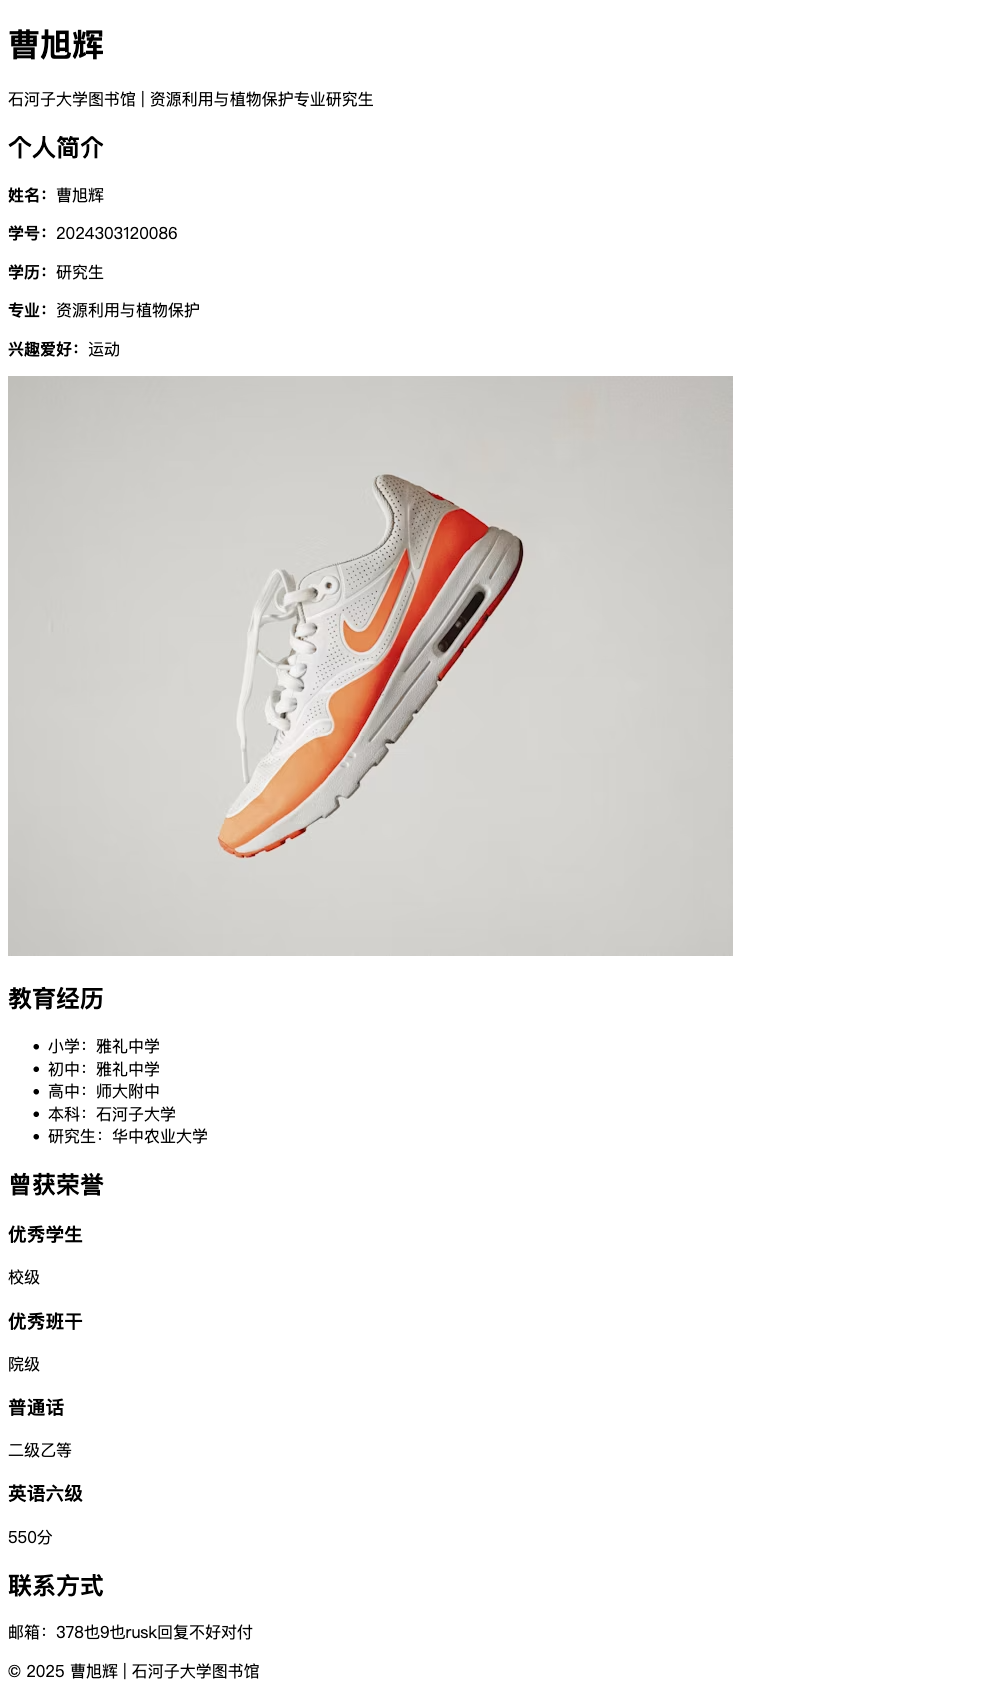 曹旭辉
石河子大学图书馆 | 资源利用与植物保护专业研究生
个人简介
姓名：曹旭辉
学号：2024303120086
学历：研究生
专业：资源利用与植物保护
兴趣爱好：运动
教育经历
• 小学：雅礼中学
• 初中：雅礼中学
• 高中：师大附中
• 本科：石河子大学
• 研究生：华中农业大学
曾获荣誉
优秀学生
校级
优秀班干
院级
普通话
二级乙等
英语六级
550分
联系方式
邮箱：378也9也rusk回复不好对付
© 2025 曹旭辉 | 石河子大学图书馆